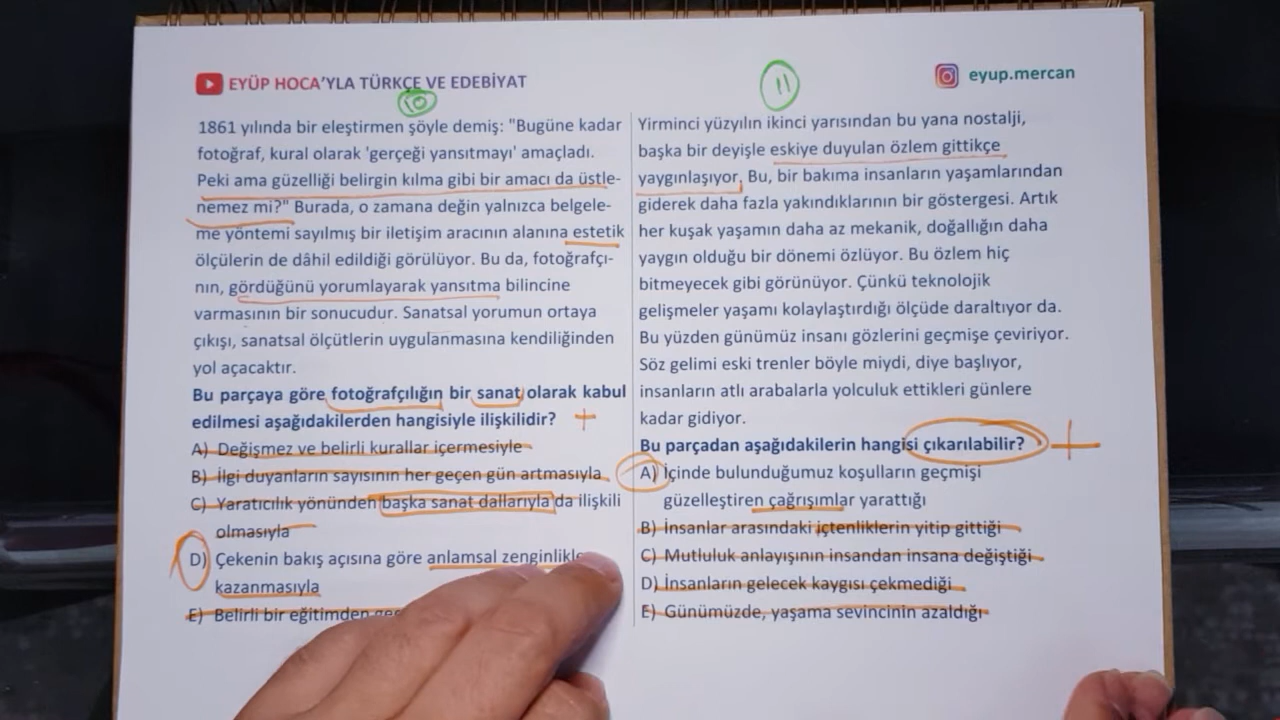 EYÜP HOCA'YLA TÜRKÇE VE EDEBİYAT
eyup.mercan
10
1861 yılında bir eleştirmen şöyle demiş: "Bugüne kadar
fotoğraf, kural olarak 'gerçeği yansıtmayı' amaçladı.
Peki ama güzelliği belirgin kılma gibi bir amacı da üstle-
nemez mi?" Burada, o zamana değin yalnızca belgele-
me yöntemi sayılmış bir iletişim aracının alanına estetik
ölçülerin de dâhil edildiği görülüyor. Bu da, fotoğrafçı-
nın, gördüğünü yorumlayarak yansıtma bilincine
varmasının bir sonucudur. Sanatsal yorumun ortaya
çıkışı, sanatsal ölçütlerin uygulanmasına kendiliğinden
yol açacaktır.
Bu parçaya göre fotoğrafçılığın bir sanat olarak kabul
edilmesi aşağıdakilerden hangisiyle ilişkilidir?
A) Değişmez ve belirli kurallar içermesiyle
B) İlgi duyanların sayısının her geçen gün artmasıyla
C) Yaratıcılık yönünden başka sanat dallarıyla da ilişkili
olmasıyla
D) Çekenin bakış açısına göre anlamsal
kazanmasıyla
E) Belirli bir eğitimden
11
Yirminci yüzyılın ikinci yarısından bu yana nostalji,
başka bir deyişle eskiye duyulan özlem gittikçe
yaygınlaşıyor. Bu, bir bakıma insanların yaşamlarından
giderek daha fazla yakındıklarının bir göstergesi. Artık
her kuşak yaşamın daha az mekanik, doğallığın daha
yaygın olduğu bir dönemi özlüyor. Bu özlem hiç
bitmeyecek gibi görünüyor. Çünkü teknolojik
gelişmeler yaşamı kolaylaştırdığı ölçüde daraltıyor da.
Bu yüzden günümüz insanı gözlerini geçmişe çeviriyor.
Söz gelimi eski trenler böyle miydi, diye başlıyor,
insanların atlı arabalarla yolculuk ettikleri günlere
kadar gidiyor.
Bu parçadan aşağıdakilerin hangisi çıkarılabilir?
A) İçinde bulunduğumuz koşulların geçmişi
güzelleştiren çağrışımlar yarattığı
B) İnsanlar arasındaki içtenliklerin yitip gittiği
C) Mutluluk anlayışının insandan insana değiştiği
D) İnsanların gelecek kaygısı çekmediği
E) Günümüzde, yaşama sevincinin azaldığı